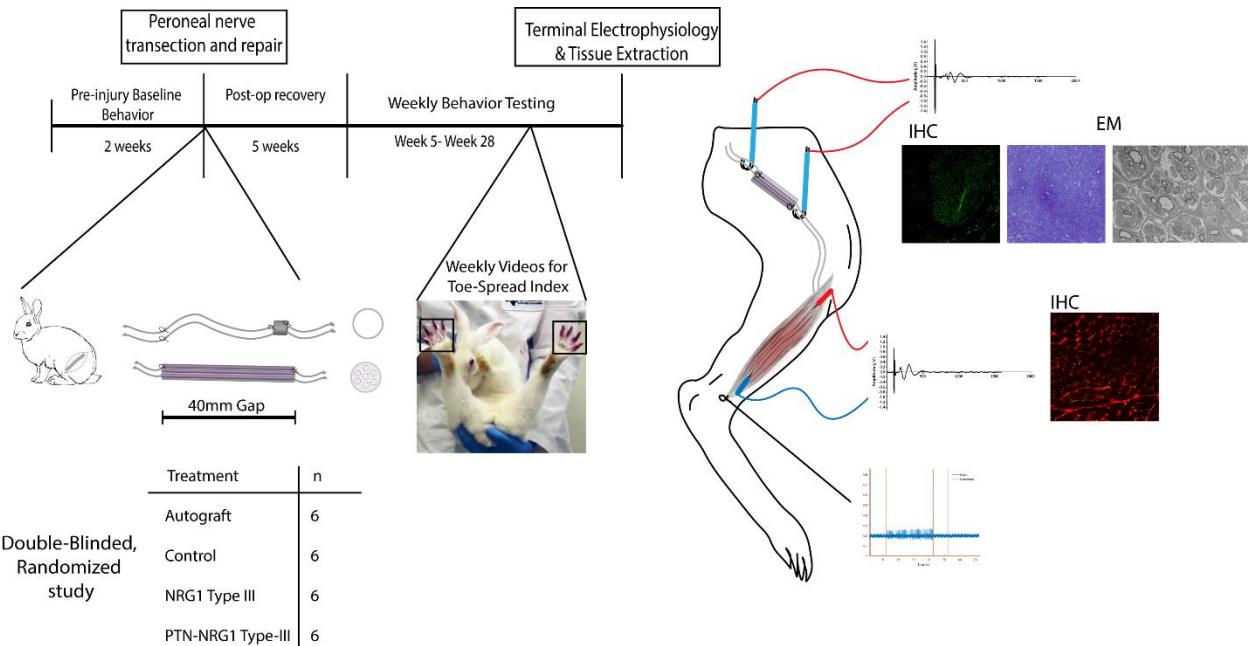 Peroneal nerve
transection and repair
Terminal Electrophysiology
& Tissue Extraction
Pre-injury Baseline
Behavior
Post-op recovery
Weekly Behavior Testing
2 weeks
5 weeks
Week 5- Week 28
Weekly Videos for
Toe-Spread Index
40mm Gap
Treatment n
Autograft 6
Control 6
NRG1 Type III 6
PTN-NRG1 Type-III 6
Double-Blinded,
Randomized
study
IHC
EM
IHC